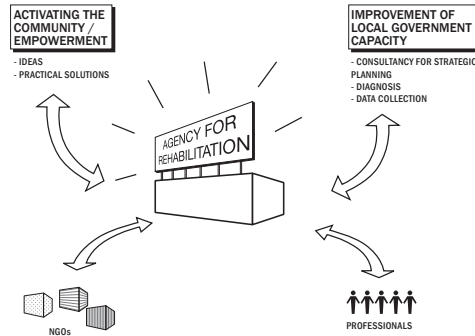 ACTIVATING THE
COMMUNITY /
EMPOWERMENT
- IDEAS
- PRACTICAL SOLUTIONS
IMPROVEMENT OF
LOCAL GOVERNMENT
CAPACITY
- CONSULTANCY FOR STRATEGIC
PLANNING
- DIAGNOSIS
- DATA COLLECTION
AGENCY FOR
REHABILITATION
NGOs
PROFESSIONALS